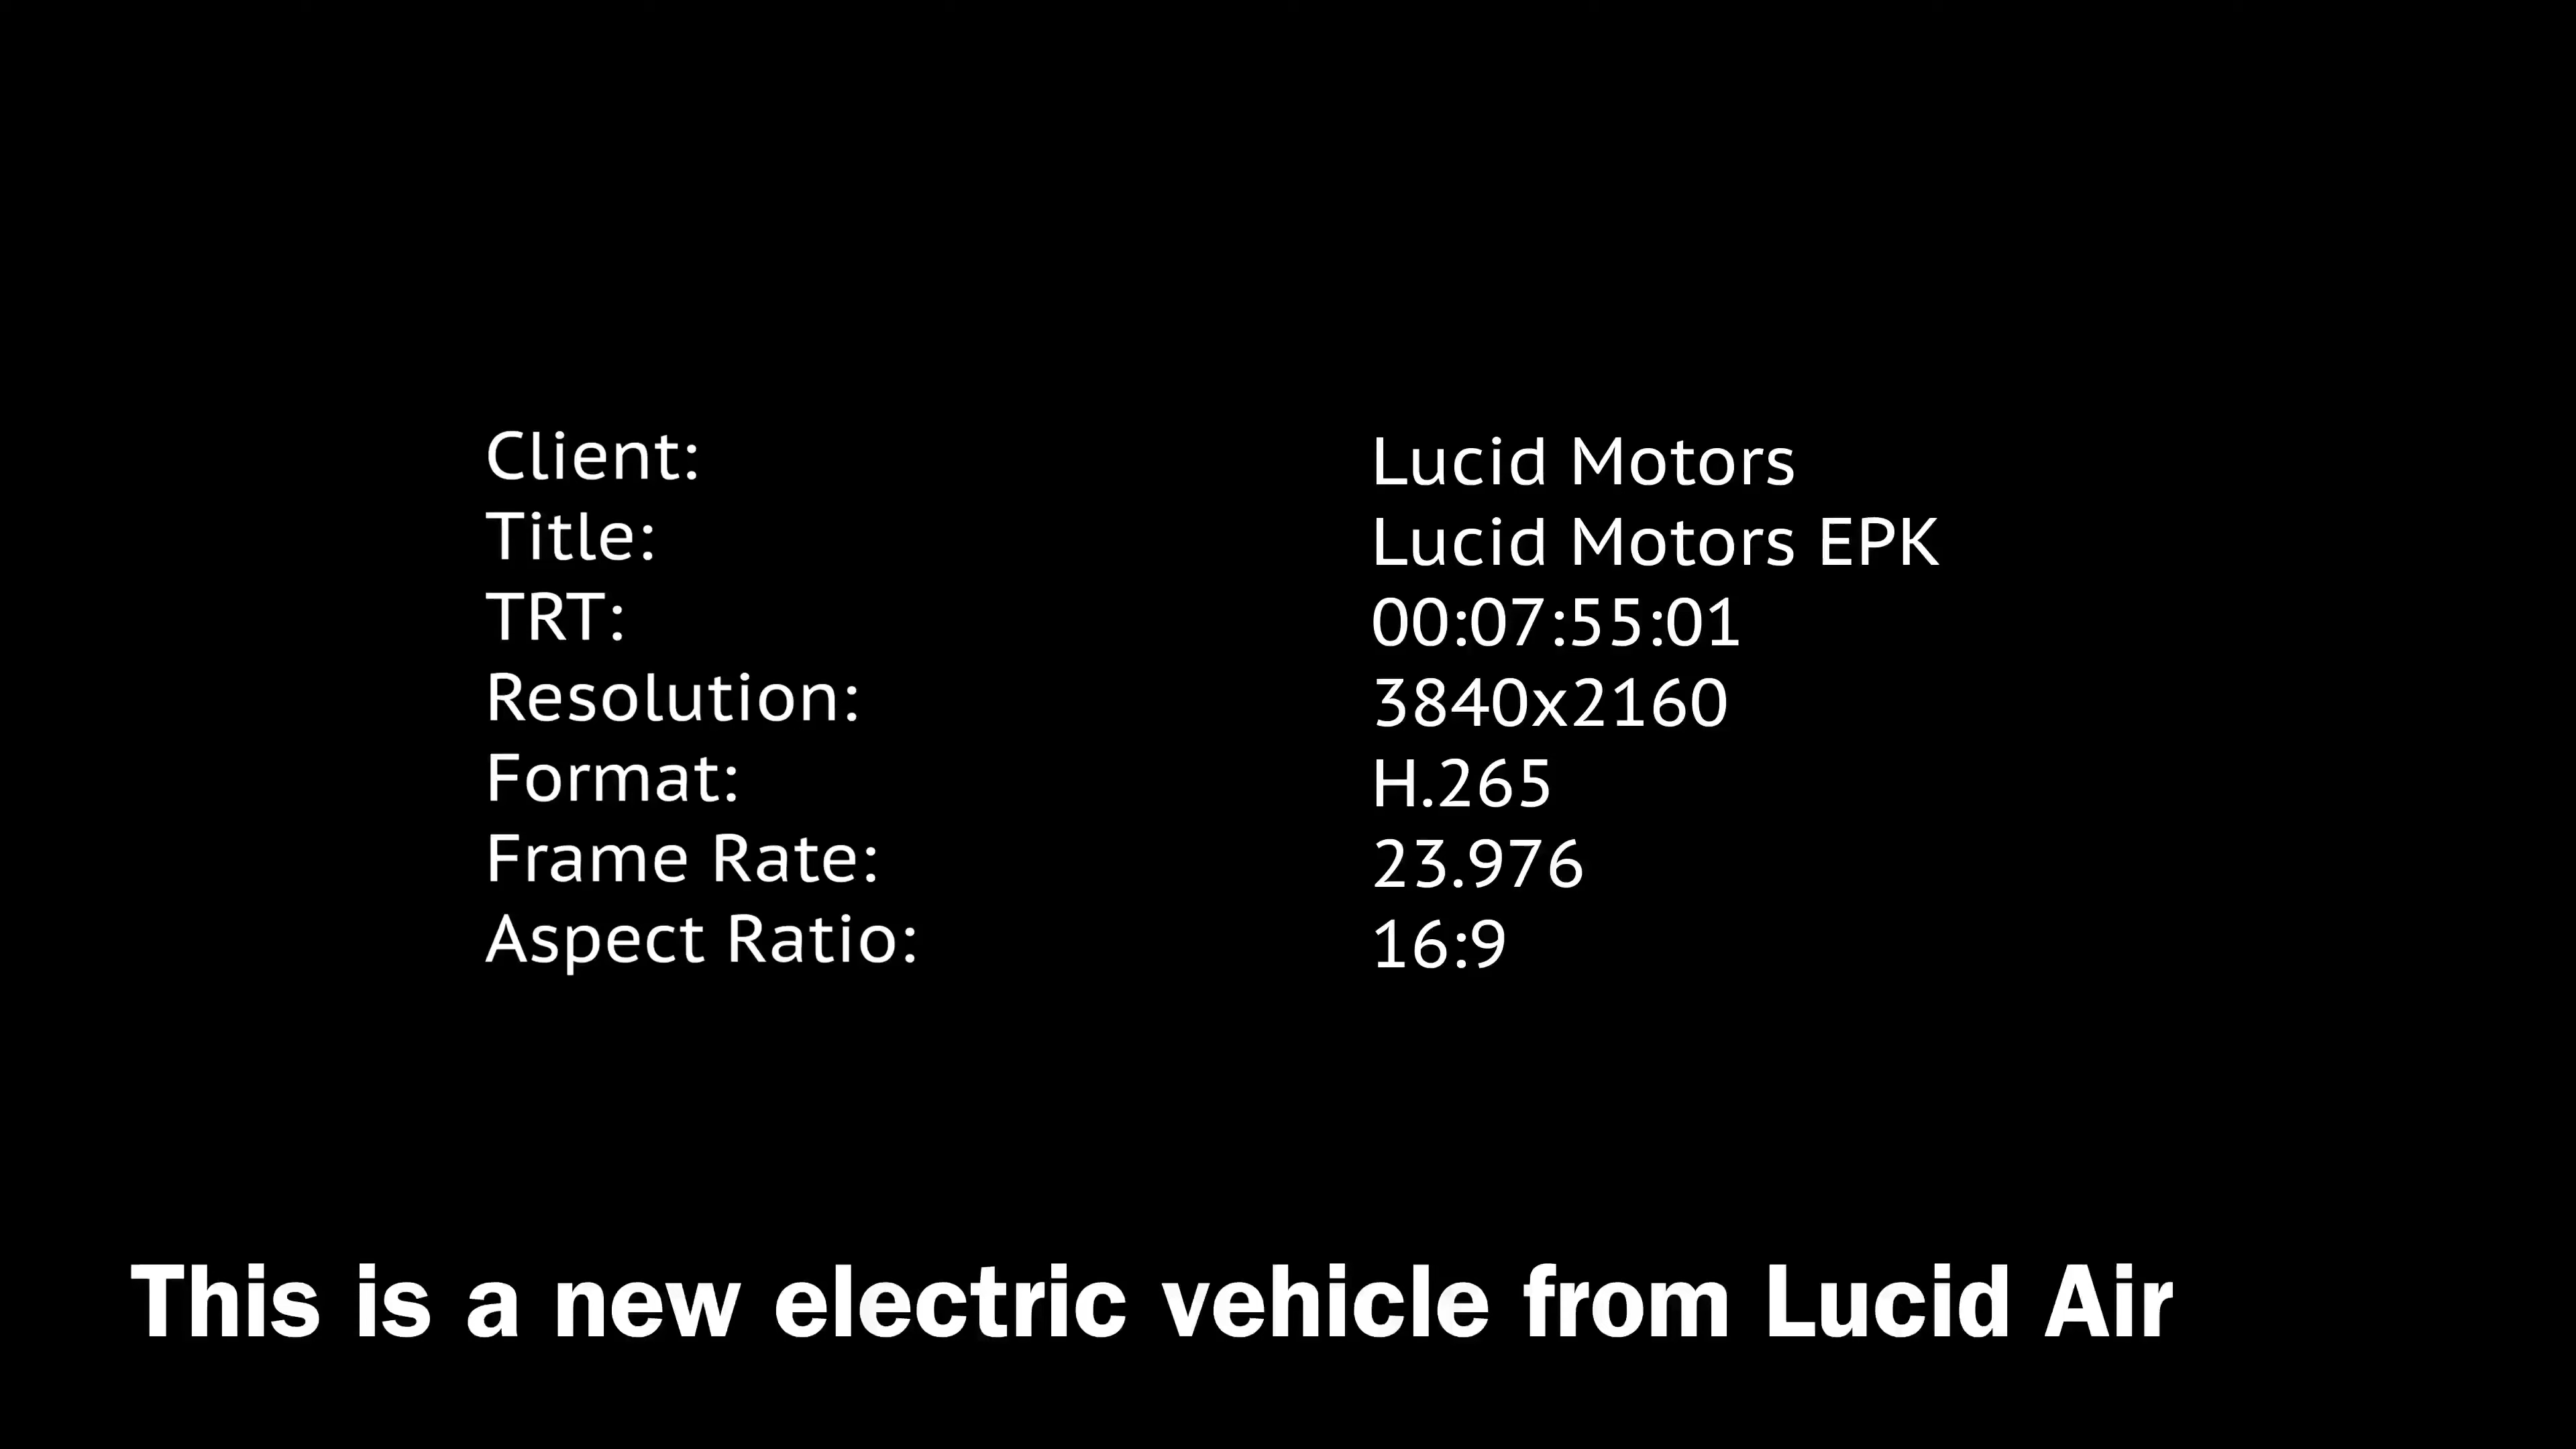 Client: Lucid Motors
Title: Lucid Motors EPK
TRT: 00:07:55:01
Resolution: 3840x2160
Format: H.265
Frame Rate: 23.976
Aspect Ratio: 16:9
This is a new electric vehicle from Lucid Air